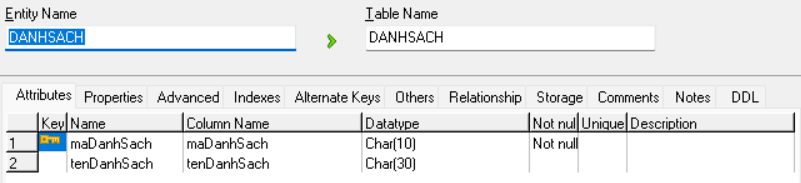 Entity Name Table Name
DANHSACH DANHSACH
Attributes Properties Advanced Indexes Alternate Keys Others Relationship Storage Comments Notes DDL
Key Name Column Name Datatype Not nul Unique Description
1 maDanhSach maDanhSach Char(10) Not null
2 tenDanhSach tenDanhSach Char(30)